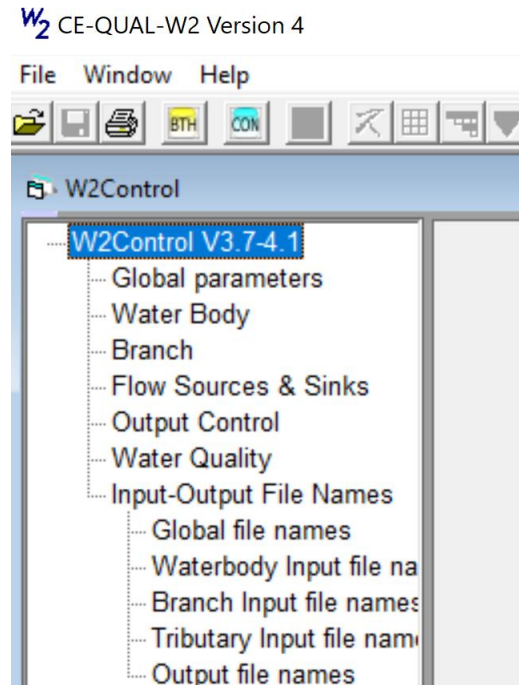 W2 CE-QUAL-W2 Version 4
File Window Help
BTH CON
W2Control
W2Control V3.7-4.1
Global parameters
Water Body
Branch
Flow Sources & Sinks
Output Control
Water Quality
Input-Output File Names
Global file names
Waterbody Input file na
Branch Input file names
Tributary Input file nam
Output file names